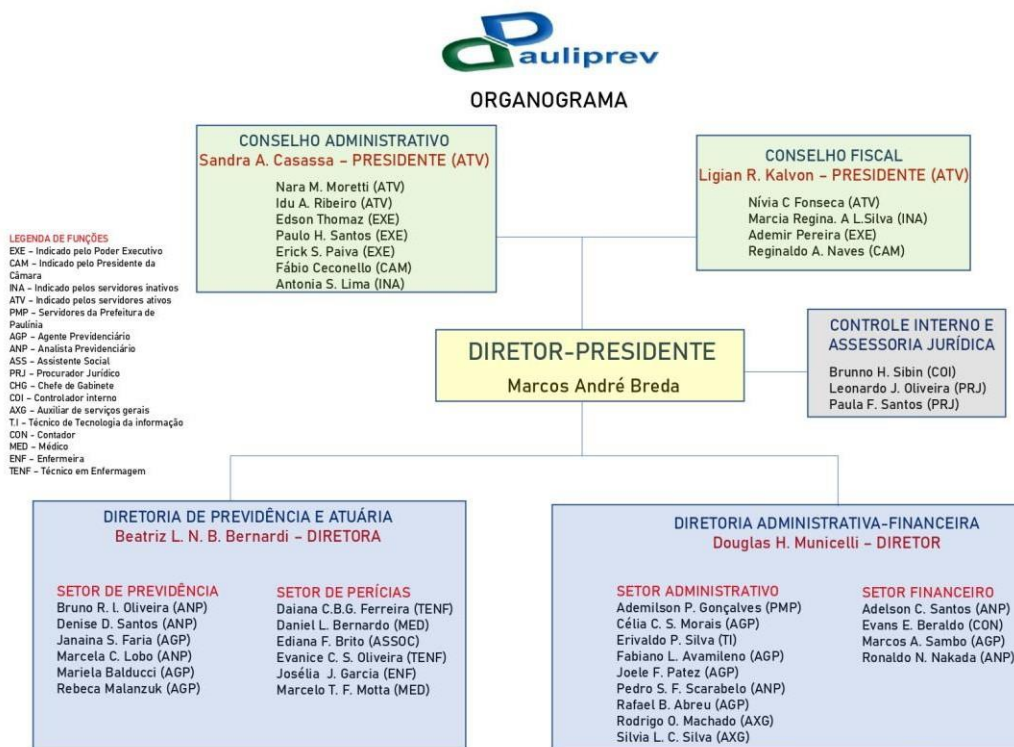 Pauliprev
ORGANOGRAMA
CONSELHO ADMINISTRATIVO
Sandra A. Casassa – PRESIDENTE (ATV)
Nara M. Moretti (ATV)
Idu A. Ribeiro (ATV)
Edson Thomaz (EXE)
Paulo H. Santos (EXE)
Erick S. Paiva (EXE)
Fábio Ceconello (CAM)
Antonia S. Lima (INA)
CONSELHO FISCAL
Ligian R. Kalvon – PRESIDENTE (ATV)
Nívia C Fonseca (ATV)
Marcia Regina. A L.Silva (INA)
Ademir Pereira (EXE)
Reginaldo A. Naves (CAM)
LEGENDA DE FUNÇÕES
EXE – Indicado pelo Poder Executivo
CAM – Indicado pelo Presidente da
Câmara
INA – Indicado pelos servidores inativos
ATV – Indicado pelos servidores ativos
PMP – Servidores da Prefeitura de
Paulínia
AGP – Agente Previdenciário
ANP – Analista Previdenciário
ASS – Assistente Social
PRJ – Procurador Jurídico
CHG – Chefe de Gabinete
COI – Controlador interno
AXG – Auxiliar de serviços gerais
T.I – Técnico de Tecnologia da informação
CON - Contador
MED – Médico
ENF – Enfermeira
TENF – Técnico em Enfermagem
DIRETOR-PRESIDENTE
Marcos André Breda
CONTROLE INTERNO E
ASSESSORIA JURÍDICA
Brunno H. Sibin (COI)
Leonardo J. Oliveira (PRJ)
Paula F. Santos (PRJ)
DIRETORIA DE PREVIDÊNCIA E ATUÁRIA
Beatriz L. N. B. Bernardi – DIRETORA
SETOR DE PREVIDÊNCIA
Bruno R. I. Oliveira (ANP)
Denise D. Santos (ANP)
Janaina S. Faria (AGP)
Marcela C. Lobo (ANP)
Mariela Balducci (AGP)
Rebeca Malanzuk (AGP)
SETOR DE PERÍCIAS
Daiana C.B.G. Ferreira (TENF)
Daniel L. Bernardo (MED)
Ediana F. Brito (ASSOC)
Evanice C. S. Oliveira (TENF)
Josélia J. Garcia (ENF)
Marcelo T. F. Motta (MED)
DIRETORIA ADMINISTRATIVA-FINANCEIRA
Douglas H. Municelli – DIRETOR
SETOR ADMINISTRATIVO
Ademilson P. Gonçalves (PMP)
Célia C. S. Morais (AGP)
Erivaldo P. Silva (TI)
Fabiano L. Avamileno (AGP)
Joele F. Patez (AGP)
Pedro S. F. Scarabelo (ANP)
Rafael B. Abreu (AGP)
Rodrigo O. Machado (AXG)
Silvia L. C. Silva (AXG)
SETOR FINANCEIRO
Adelson C. Santos (ANP)
Evans E. Beraldo (CON)
Marcos A. Sambo (AGP)
Ronaldo N. Nakada (ANP)